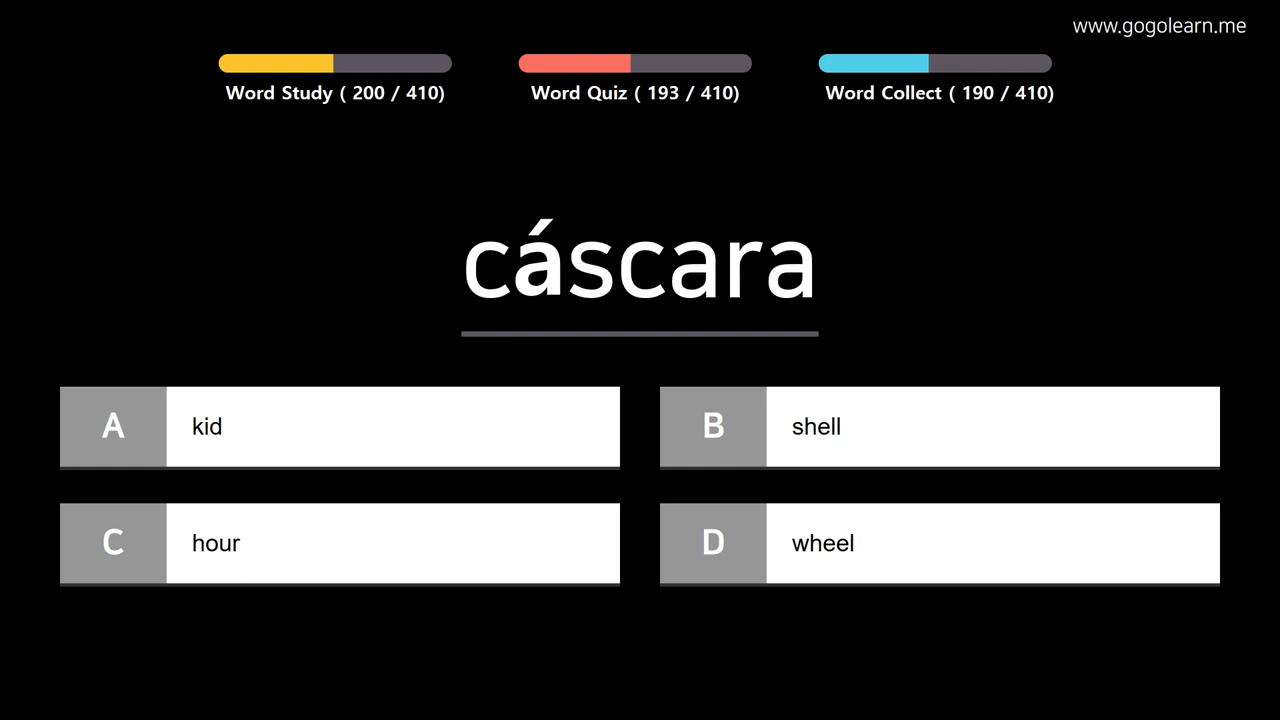 www.gogolearn.me
Word Study ( 200 / 410)
Word Quiz ( 193 / 410)
Word Collect ( 190 / 410)
cáscara
A kid
B shell
C hour
D wheel